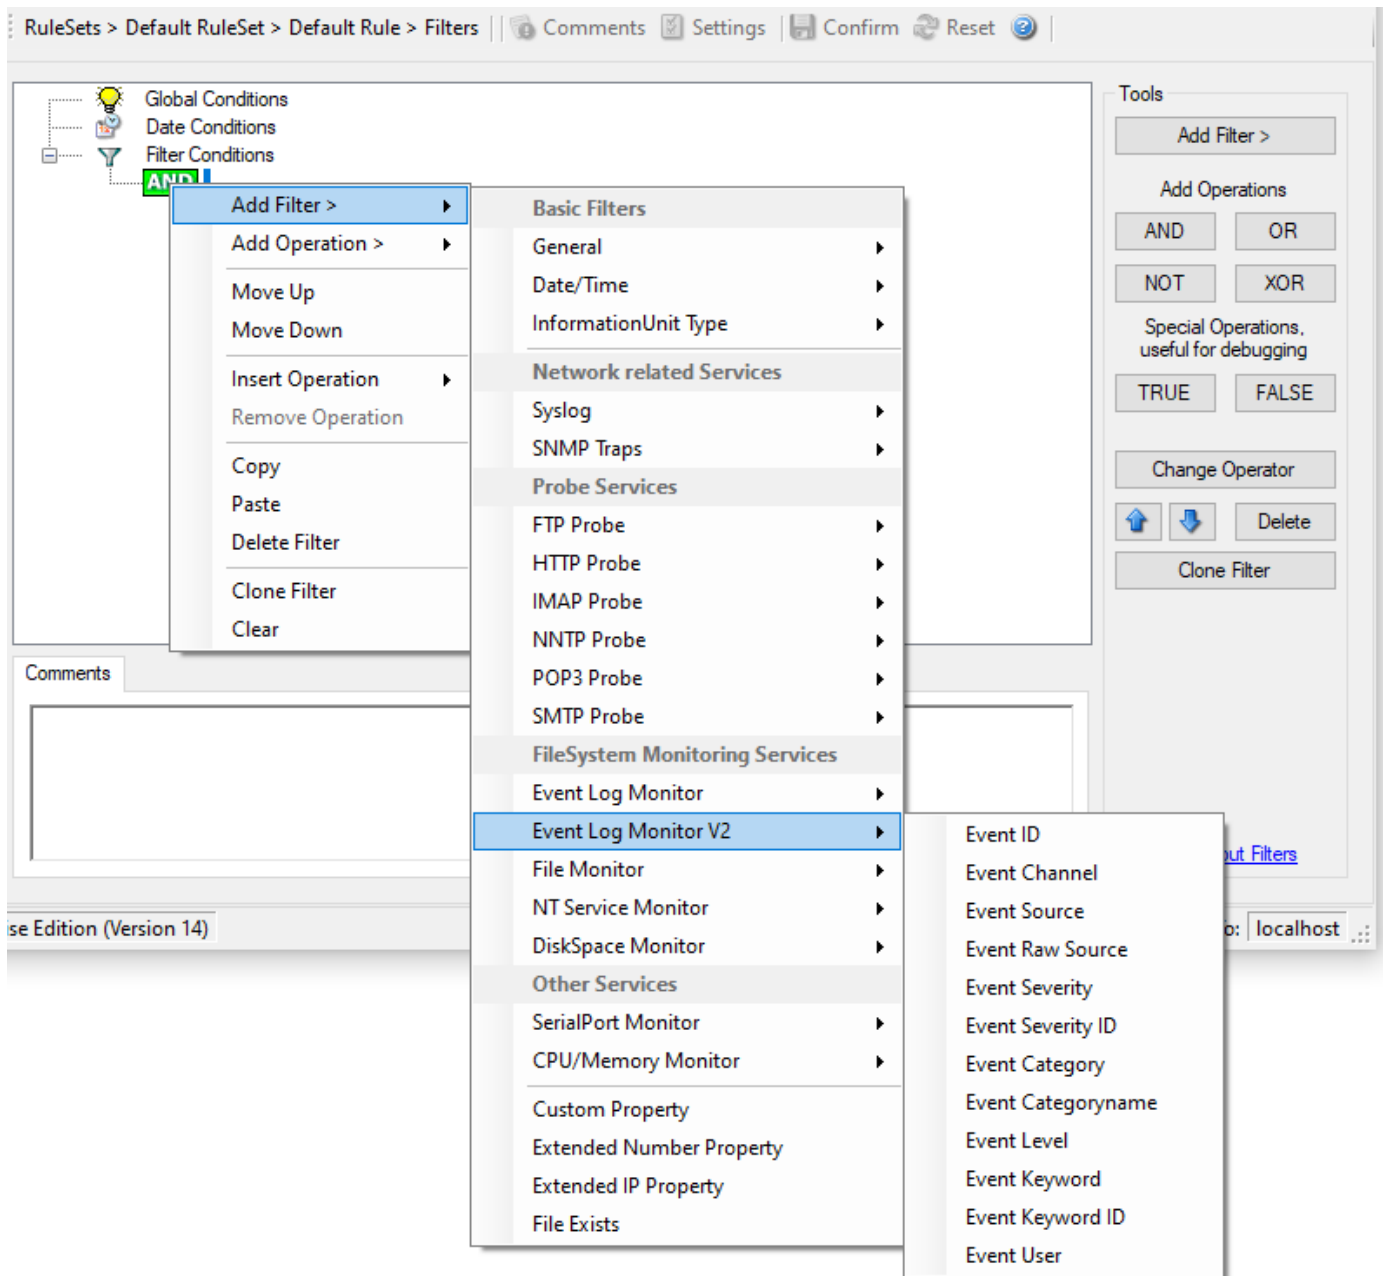 RuleSets > Default RuleSet > Default Rule > Filters Comments Settings Confirm Reset
Global Conditions
Date Conditions
Filter Conditions
AND
Add Filter >
Add Operation >
Move Up
Move Down
Insert Operation
Remove Operation
Copy
Paste
Delete Filter
Clone Filter
Clear
Basic Filters
General
Date/Time
InformationUnit Type
Network related Services
Syslog
SNMP Traps
Probe Services
FTP Probe
HTTP Probe
IMAP Probe
NNTP Probe
POP3 Probe
SMTP Probe
FileSystem Monitoring Services
Event Log Monitor
Event Log Monitor V2
File Monitor
NT Service Monitor
DiskSpace Monitor
Other Services
SerialPort Monitor
CPU/Memory Monitor
Custom Property
Extended Number Property
Extended IP Property
File Exists
Event ID
Event Channel
Event Source
Event Raw Source
Event Severity
Event Severity ID
Event Category
Event Categoryname
Event Level
Event Keyword
Event Keyword ID
Event User
Tools
Add Filter >
Add Operations
AND OR
NOT XOR
Special Operations,
useful for debugging
TRUE FALSE
Change Operator
Delete
Clone Filter
Filters
Comments
Edition (Version 14)
localhost